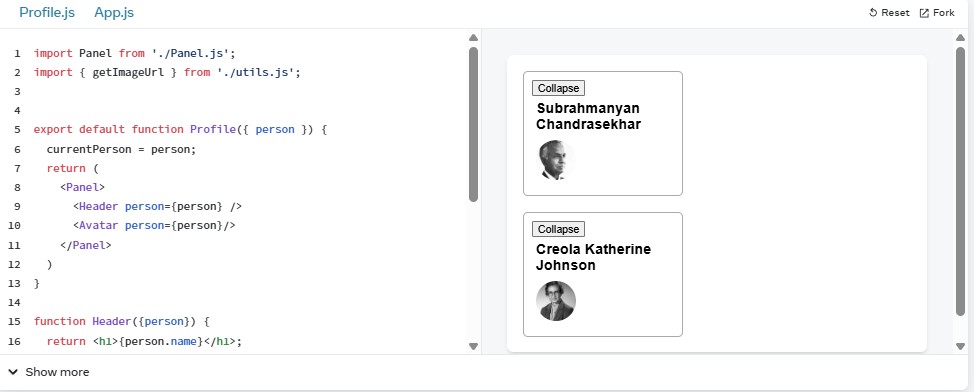 Profile.js App.js Reset Fork
1 import Panel from './Panel.js';
2 import { getImageUrl } from './utils.js';
3
4
5 export default function Profile({ person }) {
6 currentPerson = person;
7 return (
8 <Panel>
9 <Header person={person} />
10 <Avatar person={person}/>
11 </Panel>
12 )
13 }
14
15 function Header({person}) {
16 return <h1>{person.name}</h1>;
Collapse
Subrahmanyan
Chandrasekhar
Collapse
Creola Katherine
Johnson
Show more